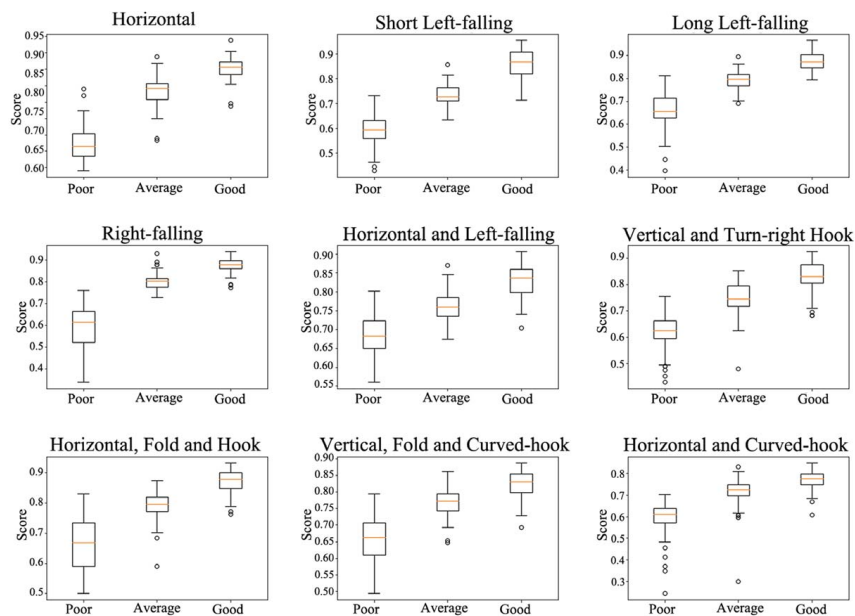 Horizontal
0.95
0.90
0.85
0.80
0.75
0.70
0.65
0.60
Score
Poor Average Good
Short Left-falling
0.9
0.8
0.7
0.6
0.5
Score
Poor Average Good
Long Left-falling
0.9
0.8
0.7
0.6
0.5
0.4
Score
Poor Average Good
Right-falling
0.9
0.8
0.7
0.6
0.5
0.4
Score
Poor Average Good
Horizontal and Left-falling
0.90
0.85
0.80
0.75
0.70
0.65
0.60
0.55
Score
Poor Average Good
Vertical and Turn-right Hook
0.9
0.8
0.7
0.6
0.5
Score
Poor Average Good
Horizontal, Fold and Hook
0.9
0.8
0.7
0.6
0.5
Score
Poor Average Good
Vertical, Fold and Curved-hook
0.90
0.85
0.80
0.75
0.70
0.65
0.60
0.55
0.50
Score
Poor Average Good
Horizontal and Curved-hook
0.8
0.7
0.6
0.5
0.4
0.3
Score
Poor Average Good